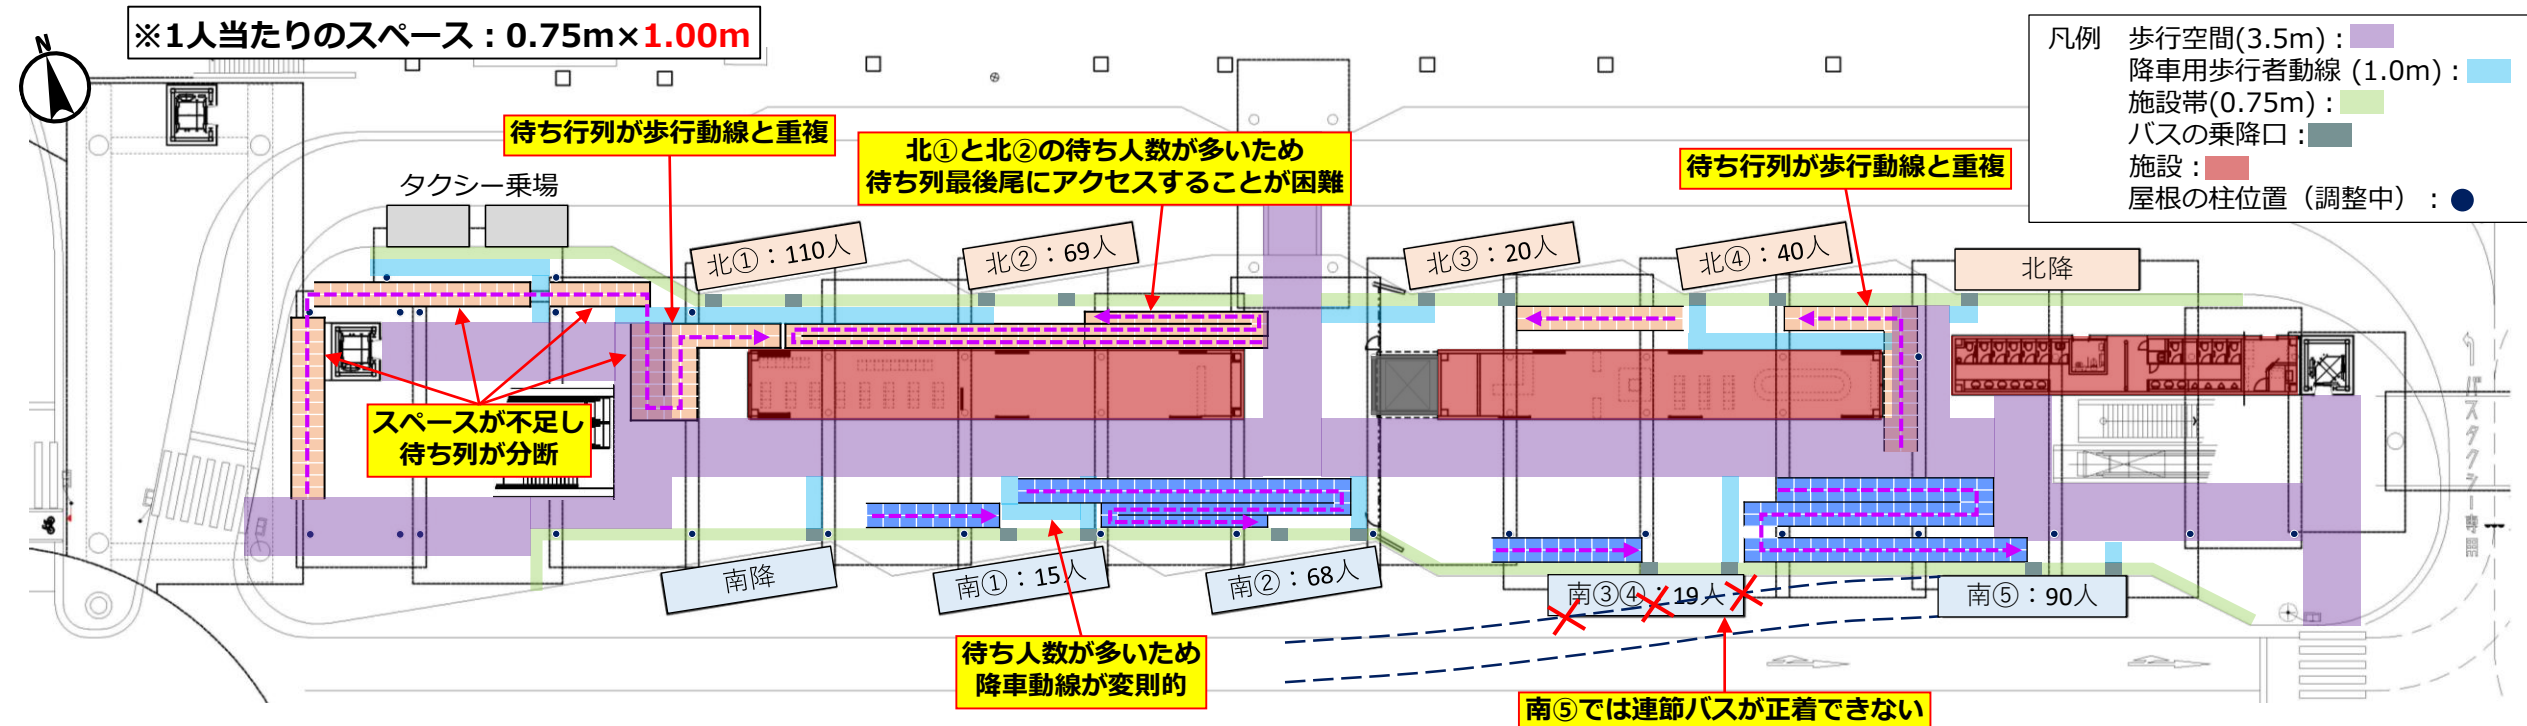 ※1人当たりのスペース：0.75m×1.00m
N
凡例 歩行空間(3.5m)：
降車用歩行者動線 (1.0m)：
施設帯(0.75m)：
バスの乗降口：
施設：
屋根の柱位置（調整中）：●
待ち行列が歩行動線と重複
北①と北②の待ち人数が多いため
待ち列最後尾にアクセスすることが困難
待ち行列が歩行動線と重複
タクシー乗場
北①：110人
北②：69人
北③：20人
北④：40人
北降
スペースが不足し
待ち列が分断
バスタクシー専用
南降
南①：15人
南②：68人
南③④：19人
南⑤：90人
待ち人数が多いため
降車動線が変則的
南⑤では連節バスが正着できない